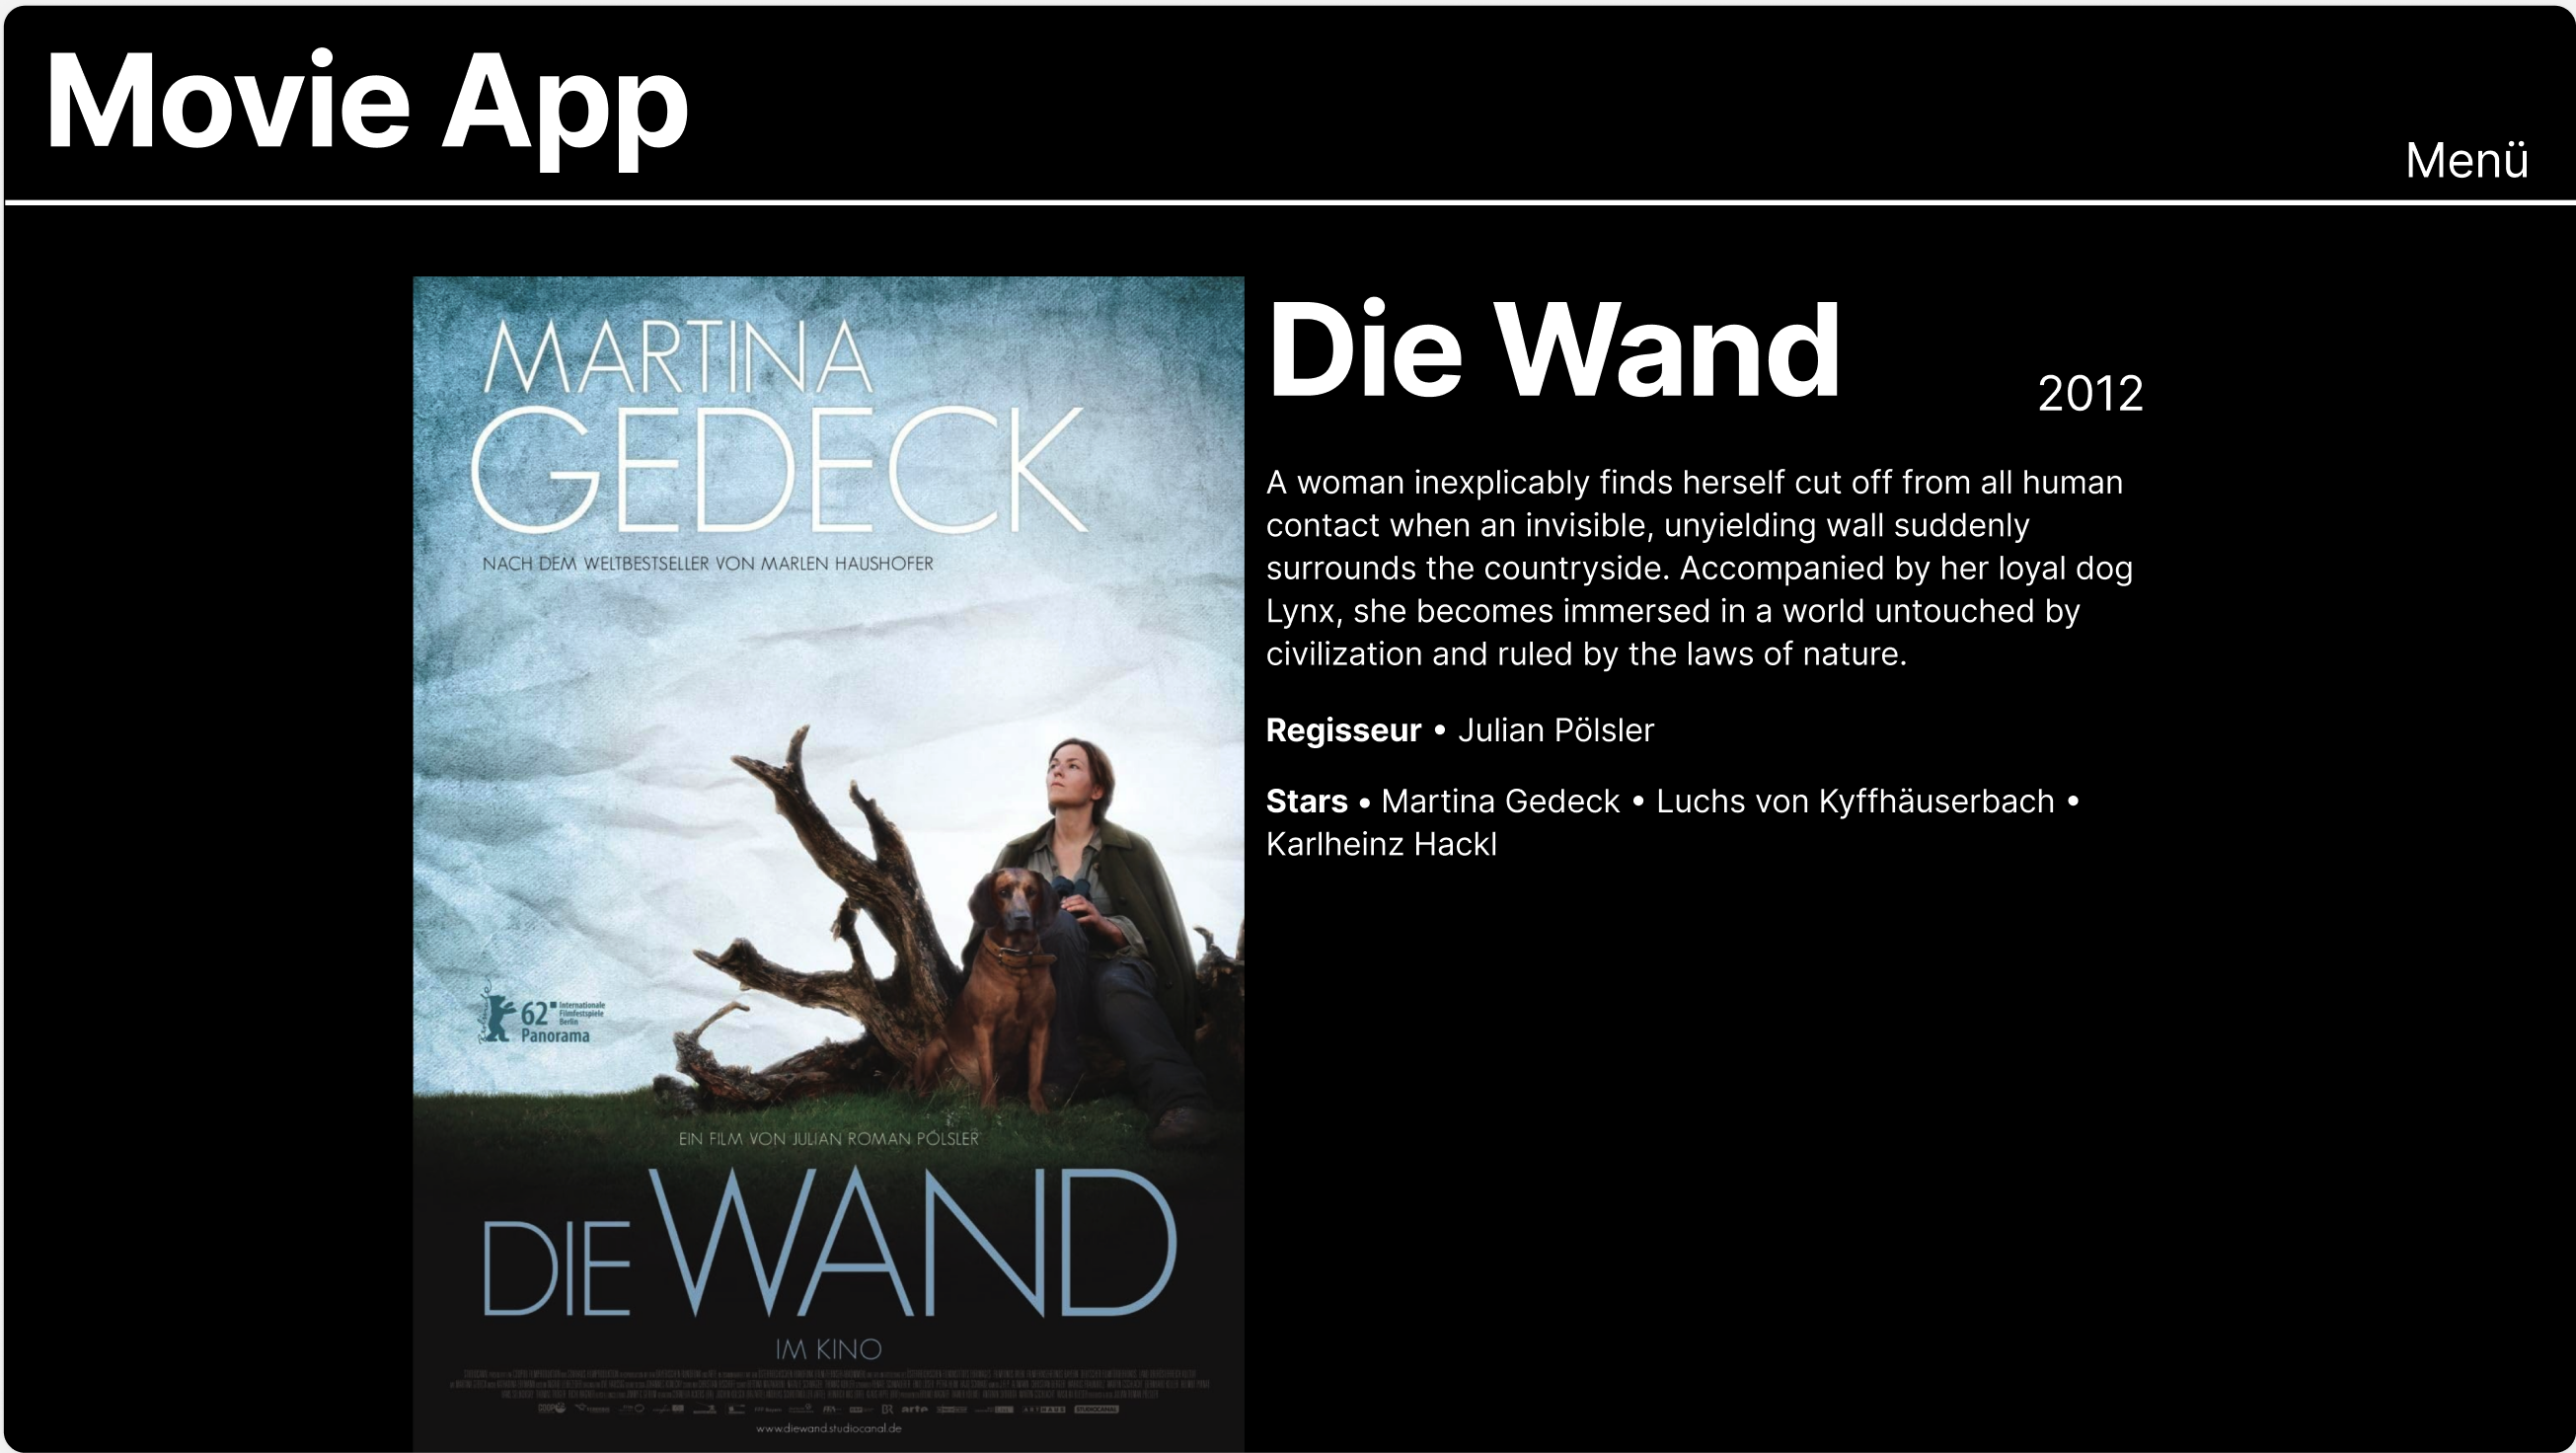 Movie App
Menü
MARTINA
GEDECK
NACH DEM WELTBESTSELLER VON MARLEN HAUSHOFER
62
Internationale
Filmfestspiele
Berlin
Panorama
EIN FILM VON JULIAN ROMAN PÖLSLER
DIE WAND
IM KINO
BR arte
ARTHAUS STUDIOCANAL
www.diewand.studiocanal.de
Die Wand
2012
A woman inexplicably finds herself cut off from all human
contact when an invisible, unyielding wall suddenly
surrounds the countryside. Accompanied by her loyal dog
Lynx, she becomes immersed in a world untouched by
civilization and ruled by the laws of nature.
Regisseur • Julian Pölsler
Stars • Martina Gedeck • Luchs von Kyffhäuserbach •
Karlheinz Hackl